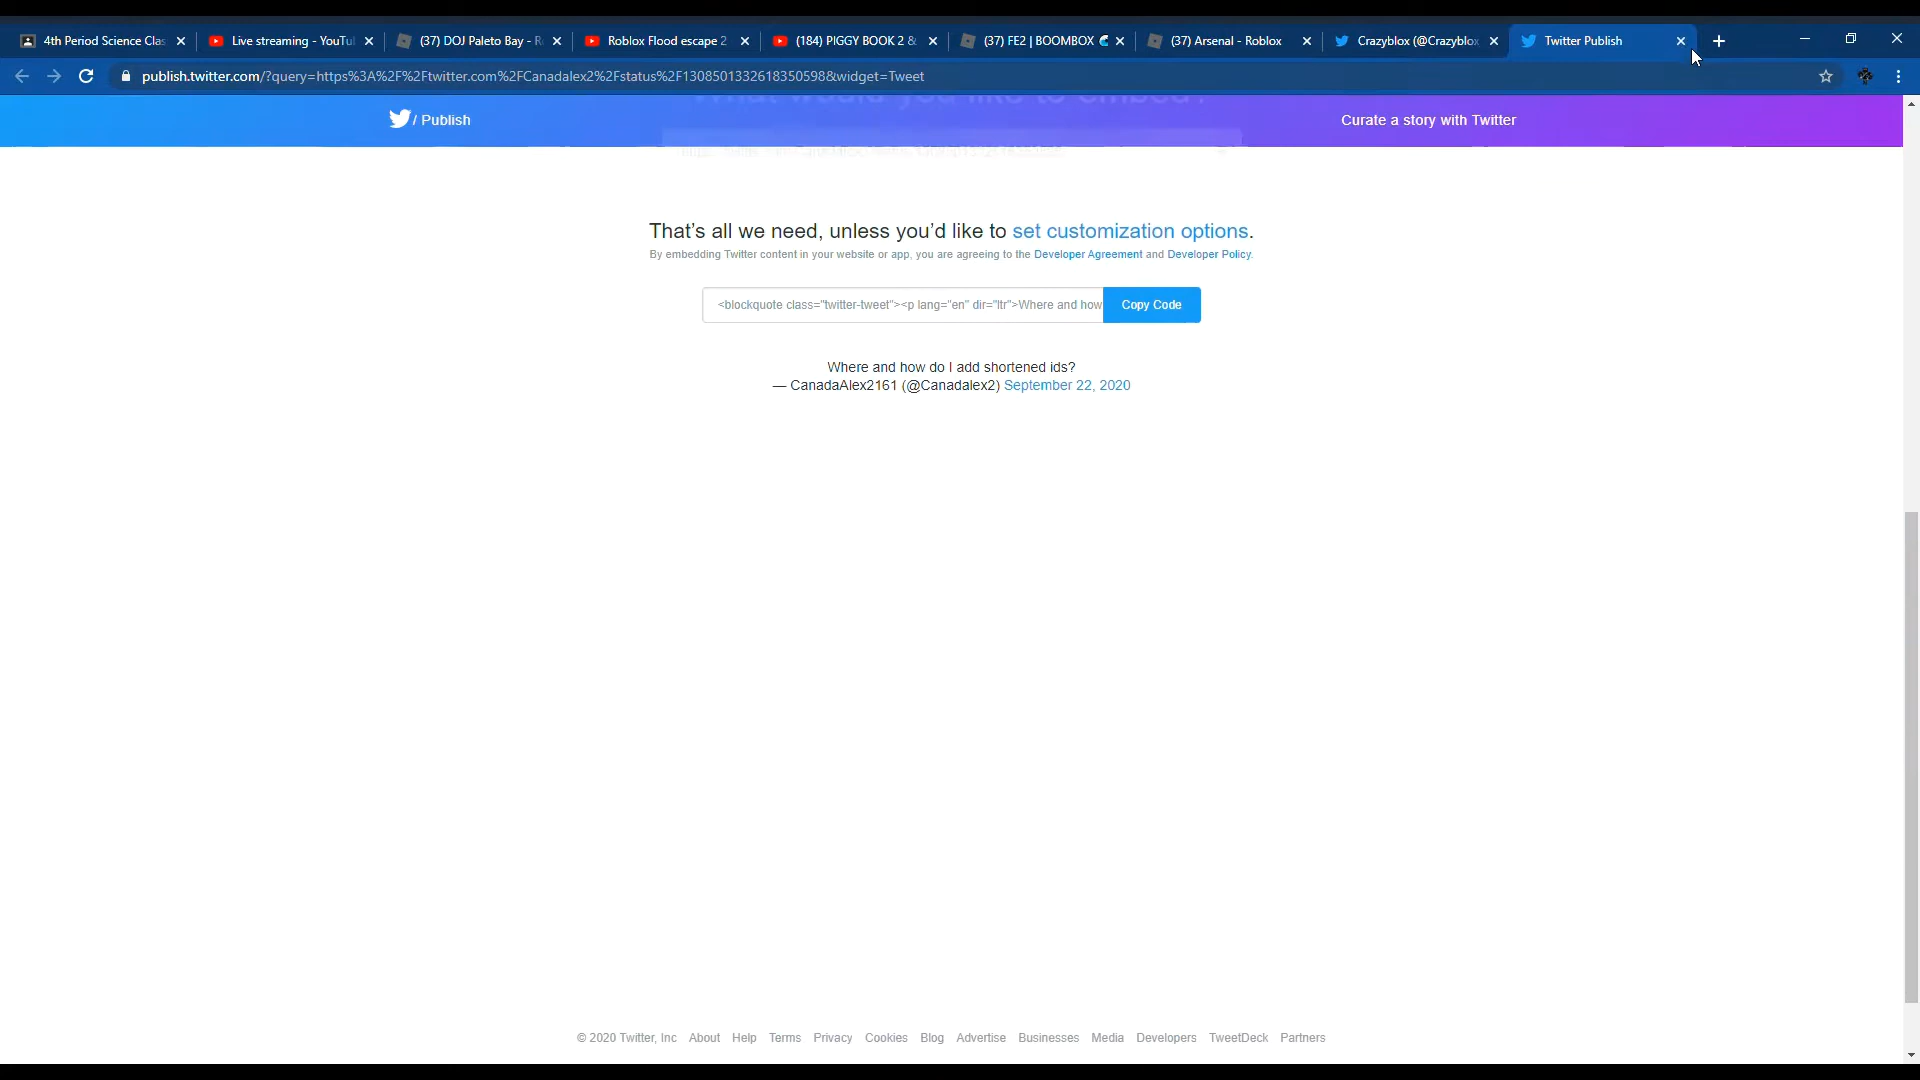 4th Period Science Clas
Live streaming - YouTu
(37) DOJ Paleto Bay - R
Roblox Flood escape 2
(184) PIGGY BOOK 2 &
(37) FE2 | BOOMBOX
(37) Arsenal - Roblox
Crazyblox (@Crazyblox
Twitter Publish
publish.twitter.com/?query=https%3A%2F%2Ftwitter.com%2FCanadalex2%2Fstatus%2F1308501332618350598&widget=Tweet
What would you like to embed?
/ Publish
Curate a story with Twitter
That's all we need, unless you'd like to set customization options.
By embedding Twitter content in your website or app, you are agreeing to the Developer Agreement and Developer Policy.
<blockquote class="twitter-tweet"><p lang="en" dir="ltr">Where and how
Copy Code
Where and how do I add shortened ids?
— CanadaAlex2161 (@Canadalex2) September 22, 2020
© 2020 Twitter, Inc About Help Terms Privacy Cookies Blog Advertise Businesses Media Developers TweetDeck Partners